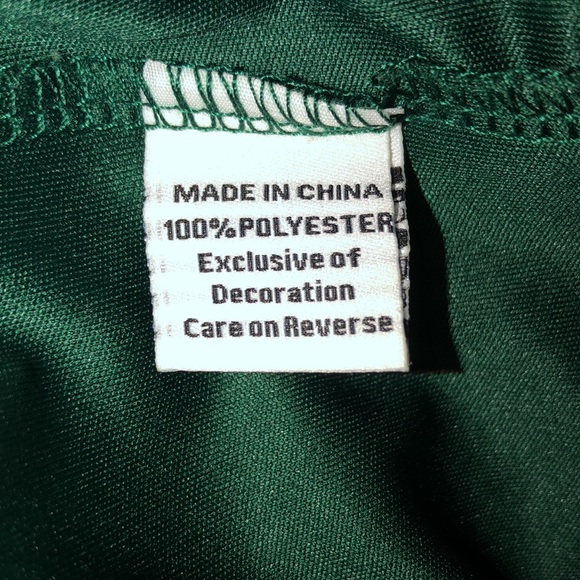 MADE IN CHINA
100%POLYESTER
Exclusive of
Decoration
Care on Reverse